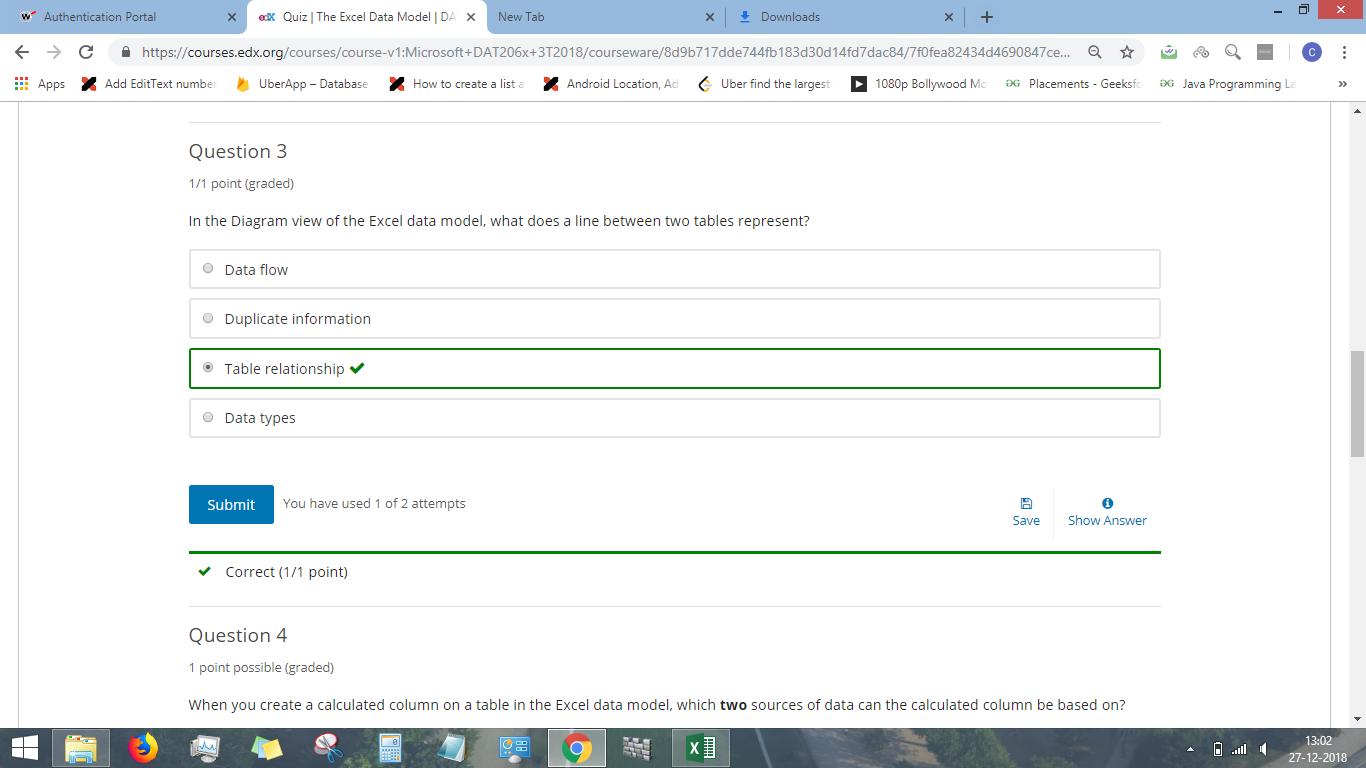 Authentication Portal
edX Quiz | The Excel Data Model | DA
New Tab
Downloads
https://courses.edx.org/courses/course-v1:Microsoft+DAT206x+3T2018/courseware/8d9b717dde744fb183d30d14fd7dac84/7f0fea82434d4690847ce...
C
Apps
Add EditText number
UberApp – Database
How to create a list a
Android Location, Ad
Uber find the largest
1080p Bollywood Mo
Placements - Geeksfo
Java Programming La
»
Question 3
1/1 point (graded)
In the Diagram view of the Excel data model, what does a line between two tables represent?
Data flow
Duplicate information
Table relationship
Data types
Submit
You have used 1 of 2 attempts
Save
Show Answer
Correct (1/1 point)
Question 4
1 point possible (graded)
When you create a calculated column on a table in the Excel data model, which two sources of data can the calculated column be based on?
13:02
27-12-2018